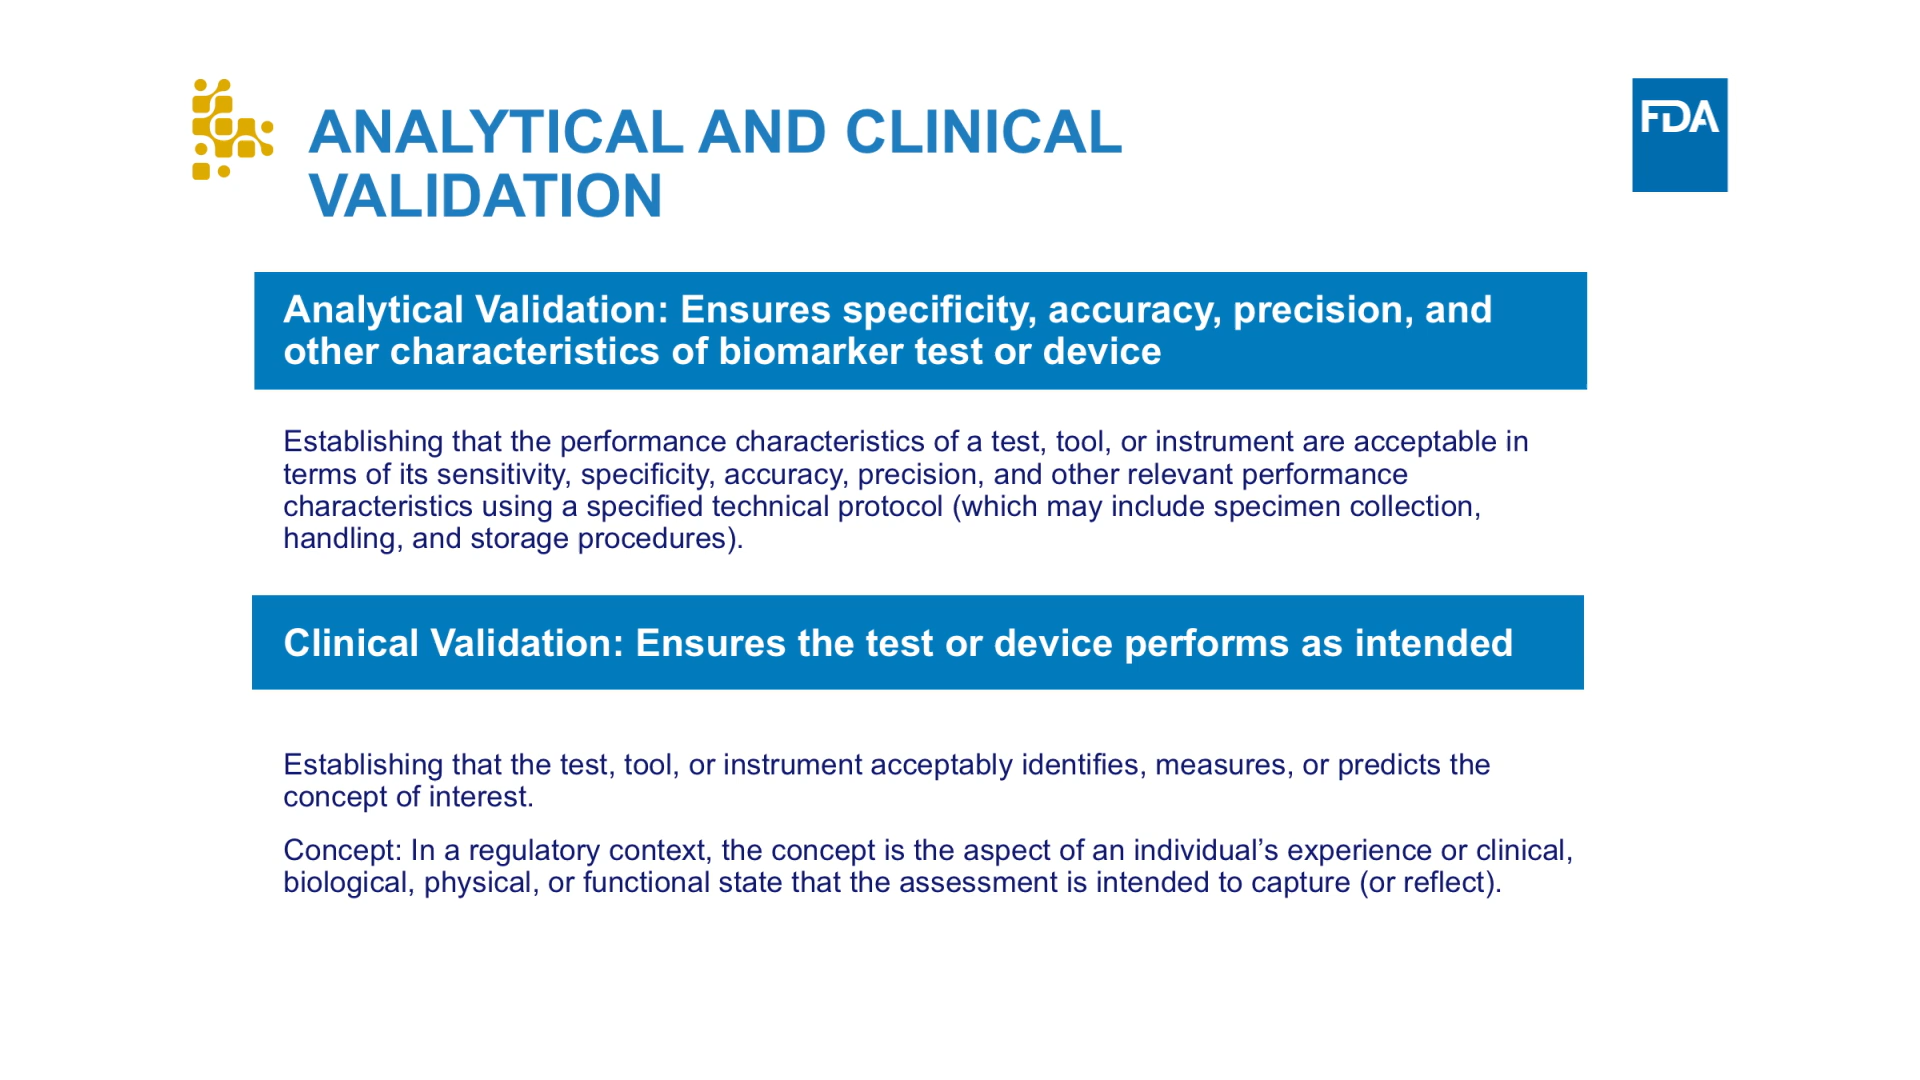 ANALYTICAL AND CLINICAL
VALIDATION
FDA
Analytical Validation: Ensures specificity, accuracy, precision, and
other characteristics of biomarker test or device
Establishing that the performance characteristics of a test, tool, or instrument are acceptable in
terms of its sensitivity, specificity, accuracy, precision, and other relevant performance
characteristics using a specified technical protocol (which may include specimen collection,
handling, and storage procedures).
Clinical Validation: Ensures the test or device performs as intended
Establishing that the test, tool, or instrument acceptably identifies, measures, or predicts the
concept of interest.
Concept: In a regulatory context, the concept is the aspect of an individual’s experience or clinical,
biological, physical, or functional state that the assessment is intended to capture (or reflect).